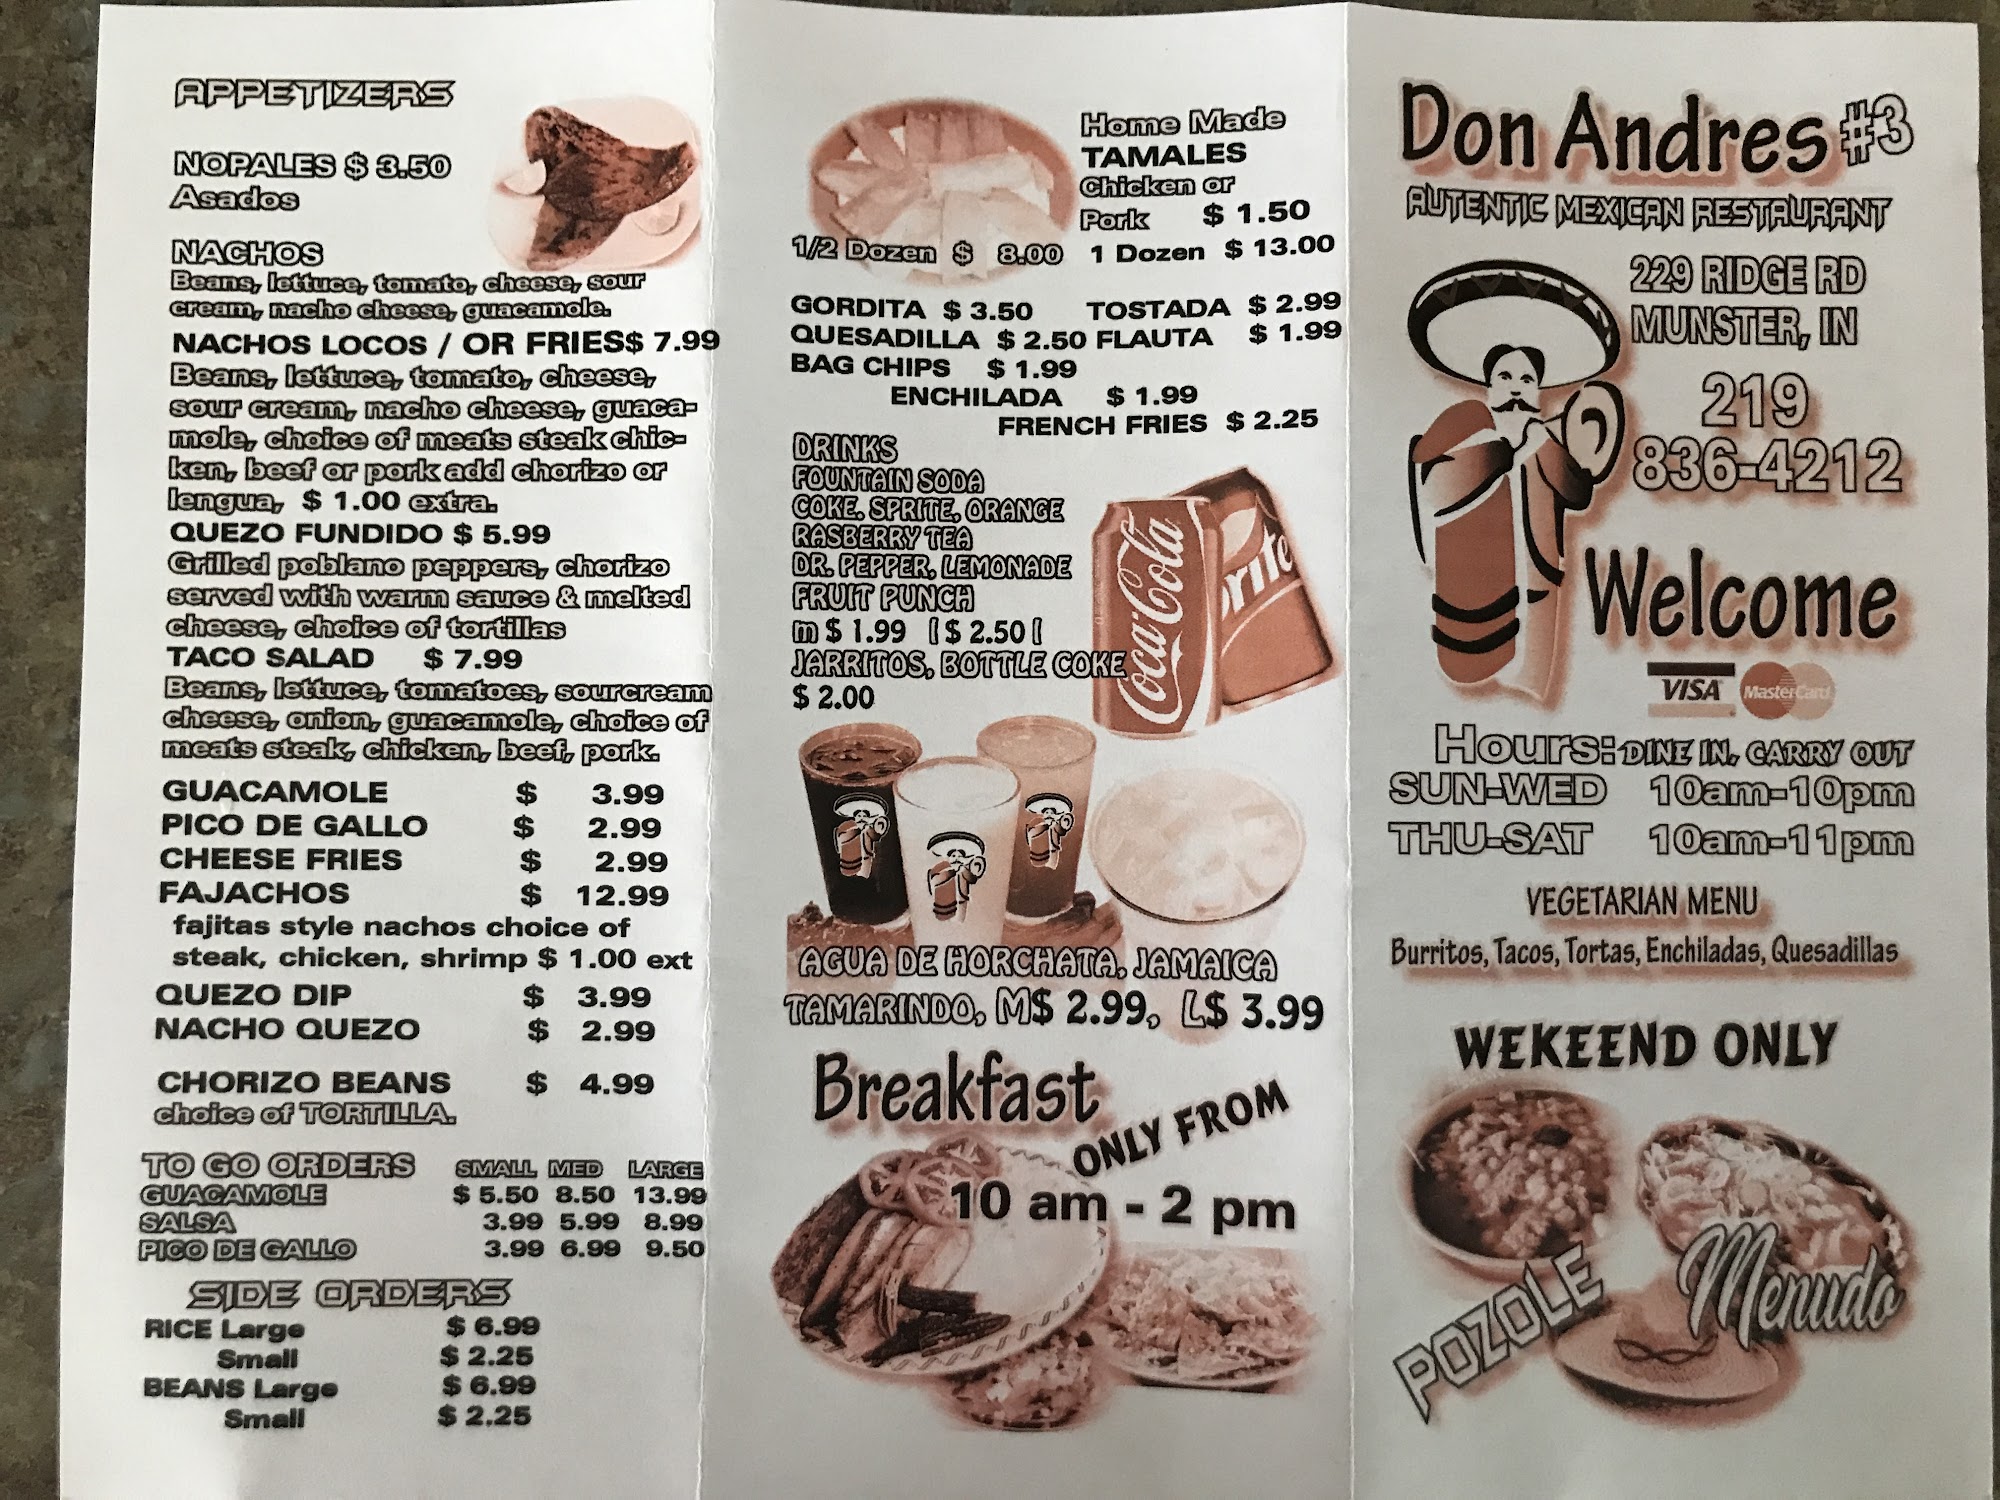 APPETIZERS
NOPALES $ 3.50
Asados
NACHOS
Beans, lettuce, tomato, cheese, sour
cream, nacho cheese, guacamole.
NACHOS LOCOS / OR FRIES$ 7.99
Beans, lettuce, tomato, cheese,
sour cream, nacho cheese, guaca-
mole, choice of meats steak chic-
ken, beef or pork add chorizo or
lengua, $ 1.00 extra.
QUEZO FUNDIDO $ 5.99
Grilled poblano peppers, chorizo
served with warm sauce & melted
cheese, choice of tortillas
TACO SALAD $ 7.99
Beans, lettuce, tomatoes, sourcream
cheese, onion, guacamole, choice of
meats steak, chicken, beef, pork.
GUACAMOLE $ 3.99
PICO DE GALLO $ 2.99
CHEESE FRIES $ 2.99
FAJACHOS $ 12.99
fajitas style nachos choice of
steak, chicken, shrimp $ 1.00 ext
QUEZO DIP $ 3.99
NACHO QUEZO $ 2.99
CHORIZO BEANS $ 4.99
choice of TORTILLA.
TO GO ORDERS SMALL MED LARGE
GUACAMOLE $ 5.50 8.50 13.99
SALSA 3.99 5.99 8.99
PICO DE GALLO 3.99 6.99 9.50
SIDE ORDERS
RICE Large $ 6.99
Small $ 2.25
BEANS Large $ 6.99
Small $ 2.25
Home Made
TAMALES
Chicken or
Pork $ 1.50
1/2 Dozen $ 8.00 1 Dozen $ 13.00
GORDITA $ 3.50 TOSTADA $ 2.99
QUESADILLA $ 2.50 FLAUTA $ 1.99
BAG CHIPS $ 1.99
ENCHILADA $ 1.99
FRENCH FRIES $ 2.25
DRINKS
FOUNTAIN SODA
COKE, SPRITE, ORANGE
RASBERRY TEA
DR. PEPPER, LEMONADE
FRUIT PUNCH
m $ 1.99 l $ 2.50 l
JARRITOS, BOTTLE COKE
$ 2.00
Coca-Cola
prite
AGUA DE HORCHATA, JAMAICA
TAMARINDO, M$ 2.99, L$ 3.99
Breakfast
ONLY FROM
10 am - 2 pm
Don Andres #3
AUTENTIC MEXICAN RESTAURANT
229 RIDGE RD
MUNSTER, IN
219
836-4212
Welcome
VISA MasterCard
Hours: DINE IN, CARRY OUT
SUN-WED 10am-10pm
THU-SAT 10am-11pm
VEGETARIAN MENU
Burritos, Tacos, Tortas, Enchiladas, Quesadillas
WEKEEND ONLY
POZOLE
Menudo